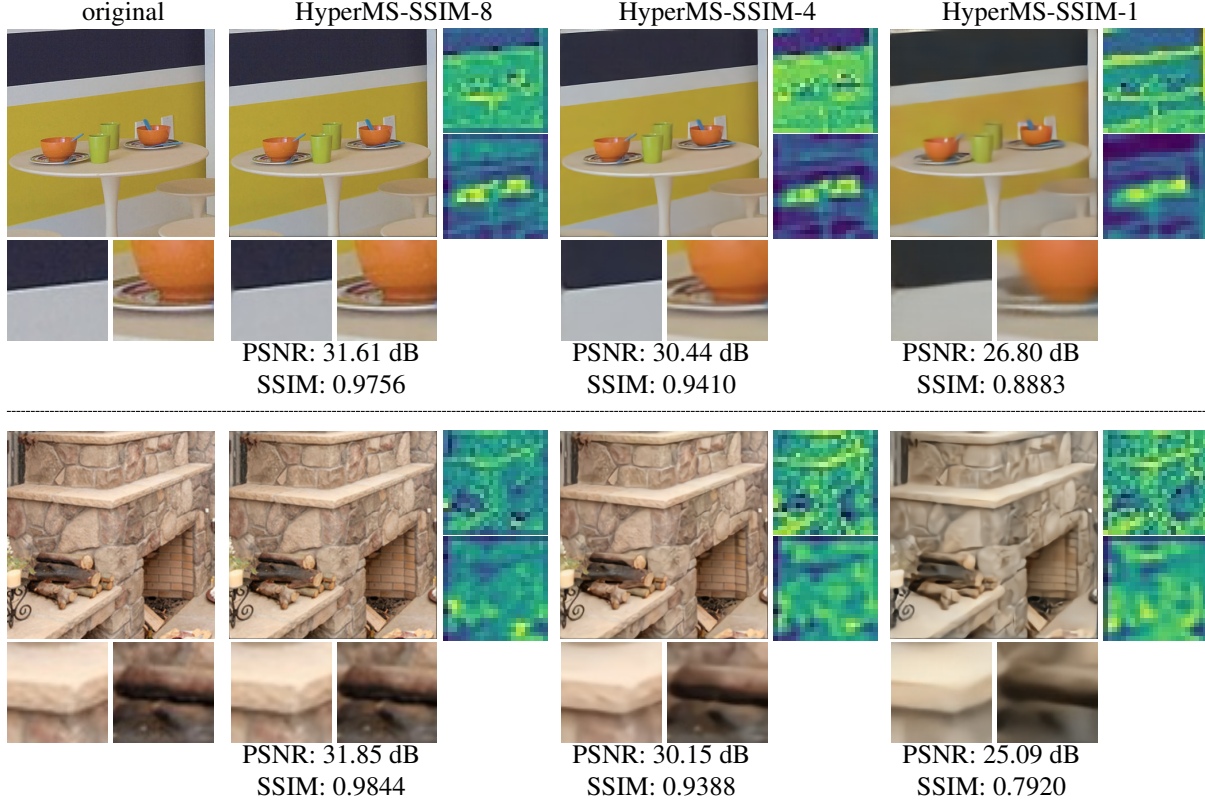 original HyperMS-SSIM-8 HyperMS-SSIM-4 HyperMS-SSIM-1
PSNR: 31.61 dB PSNR: 30.44 dB PSNR: 26.80 dB
SSIM: 0.9756 SSIM: 0.9410 SSIM: 0.8883
PSNR: 31.85 dB PSNR: 30.15 dB PSNR: 25.09 dB
SSIM: 0.9844 SSIM: 0.9388 SSIM: 0.7920